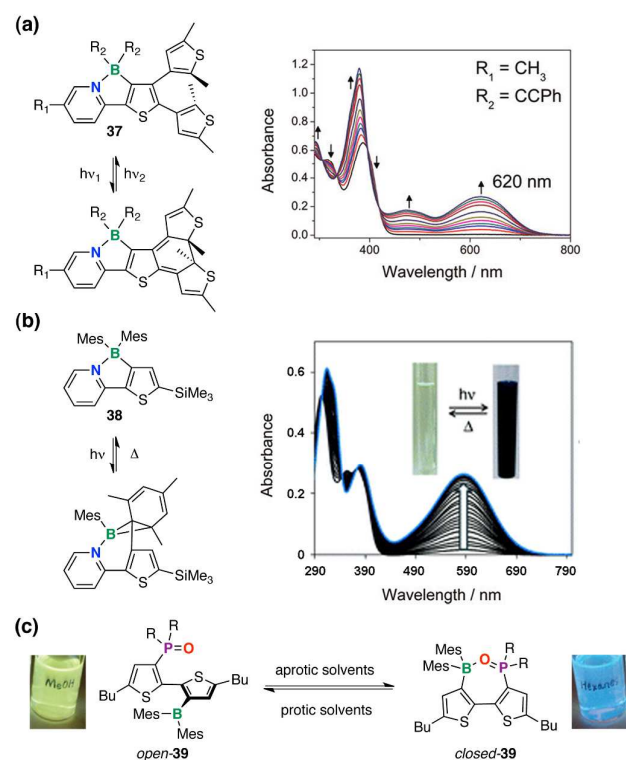 (a)
R2 R2
B
N
R1
S
S
S
37
hν1 hν2
R2 R2
B
N
R1
S
S
S
Absorbance
1.2
1.0
0.8
0.6
0.4
0.2
0.0
R1 = CH3
R2 = CCPh
620 nm
400 600 800
Wavelength / nm
(b)
Mes Mes
B
N
S
SiMe3
38
hν Δ
Mes
B
N
S
SiMe3
Absorbance
0.6
0.4
0.2
0
hν
Δ
290 390 490 590 690 790
Wavelength / nm
(c)
MeOH
R R
P=O
S
S
Bu
Bu
Mes B
Mes
open-39
aprotic solvents
protic solvents
Mes
Mes
B O P
R
R
Bu
S S
Bu
closed-39
Hexanes